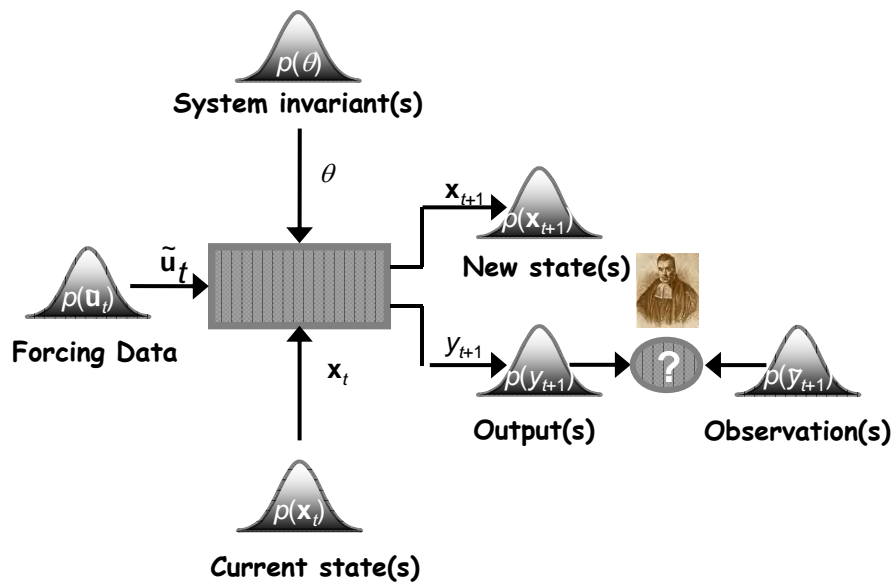 p(θ)
System invariant(s)
θ
x_{t+1}
p(x_{t+1})
New state(s)
ũ_t
p(ũ_t)
Forcing Data
x_t
y_{t+1}
p(y_{t+1})
?
p(ỹ_{t+1})
Output(s)
Observation(s)
p(x_t)
Current state(s)